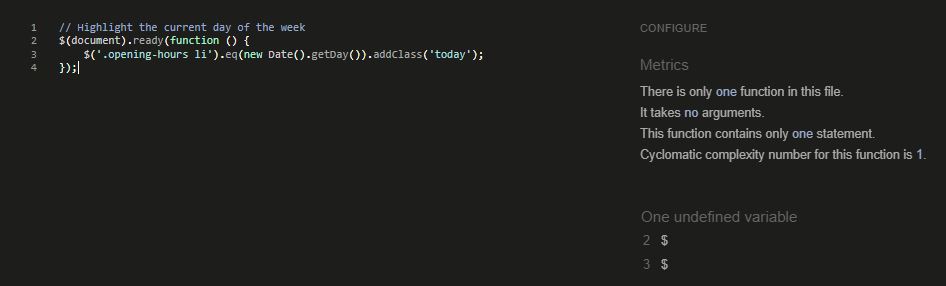 1 // Highlight the current day of the week
2 $(document).ready(function () {
3 $('.opening-hours li').eq(new Date().getDay()).addClass('today');
4 });
CONFIGURE
Metrics
There is only one function in this file.
It takes no arguments.
This function contains only one statement.
Cyclomatic complexity number for this function is 1.
One undefined variable
2 $
3 $